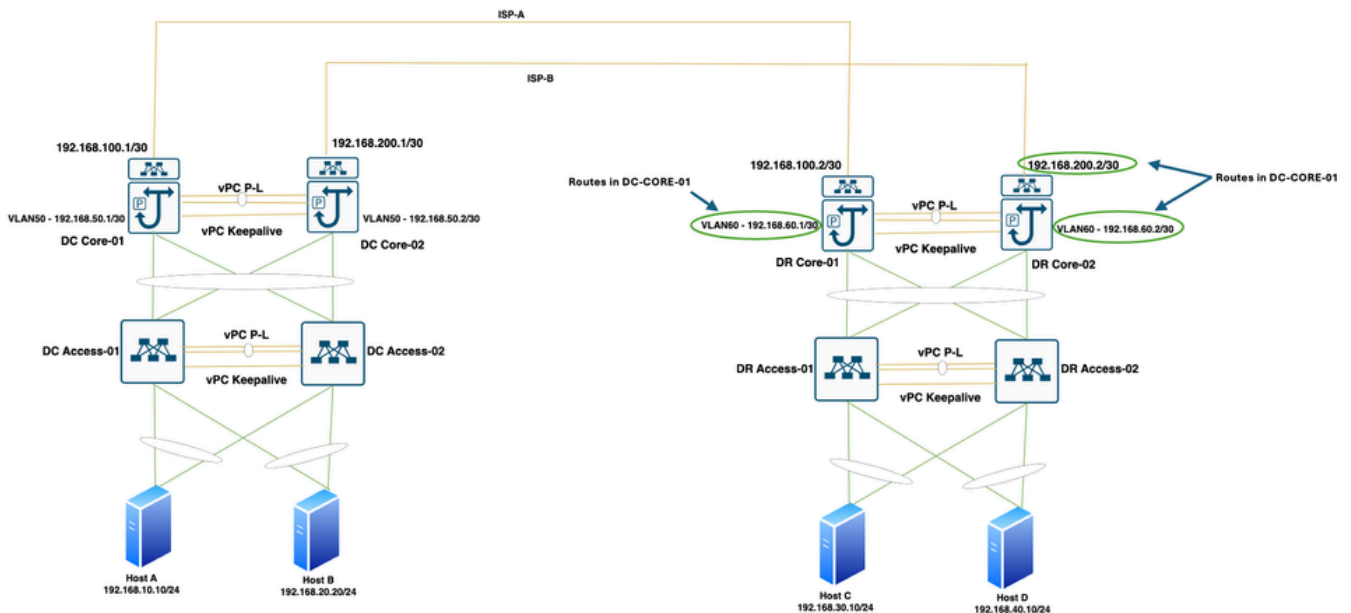 ISP-A
ISP-B
192.168.100.1/30
192.168.200.1/30
vPC P-L
P
P
VLAN50 - 192.168.50.1/30
VLAN50 - 192.168.50.2/30
vPC Keepalive
DC Core-01
DC Core-02
vPC P-L
DC Access-01
DC Access-02
vPC Keepalive
Host A
192.168.10.10/24
Host B
192.168.20.20/24
192.168.100.2/30
192.168.200.2/30
Routes in DC-CORE-01
Routes in DC-CORE-01
vPC P-L
P
P
VLAN60 - 192.168.60.1/30
VLAN60 - 192.168.60.2/30
vPC Keepalive
DR Core-01
DR Core-02
vPC P-L
DR Access-01
DR Access-02
vPC Keepalive
Host C
192.168.30.10/24
Host D
192.168.40.10/24